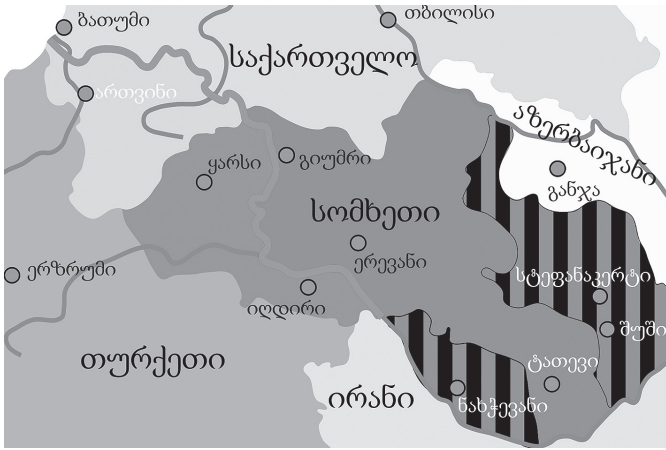 ბათუმი
თბილისი
საქართველო
ართვინი
აზერბაიჯანი
ყარსი
გიუმრი
განჯა
სომხეთი
ერევანი
ერზრუმი
სტეფანაკერტი
იღდირი
შუში
თურქეთი
ტათევი
ირანი
ნახჭევანი